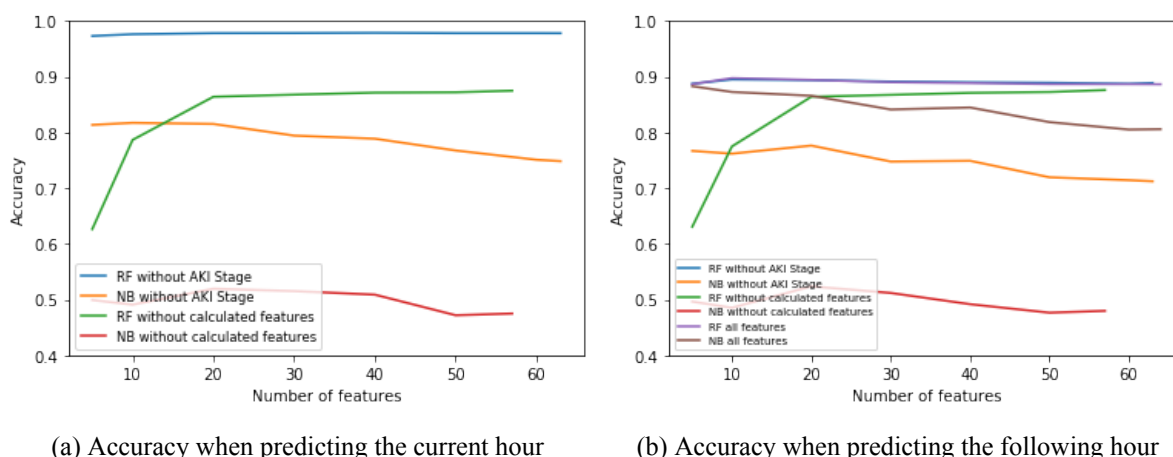 1.0
0.9
0.8
0.7
0.6
0.5
0.4
Accuracy
RF without AKI Stage
NB without AKI Stage
RF without calculated features
NB without calculated features
10 20 30 40 50 60
Number of features
(a) Accuracy when predicting the current hour
1.0
0.9
0.8
0.7
0.6
0.5
0.4
Accuracy
RF without AKI Stage
NB without AKI Stage
RF without calculated features
NB without calculated features
RF all features
NB all features
10 20 30 40 50 60
Number of features
(b) Accuracy when predicting the following hour